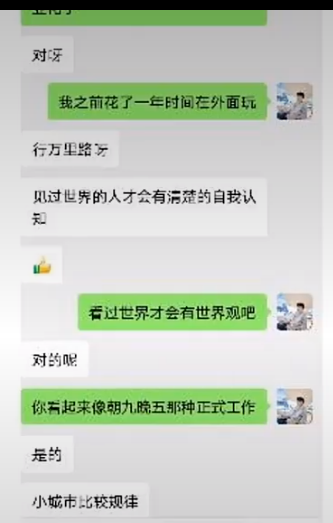 对呀
我之前花了一年时间在外面玩
行万里路呀
见过世界的人才会有清楚的自我认
知
👍
看过世界才会有世界观吧
对的呢
你看起来像朝九晚五那种正式工作
是的
小城市比较规律